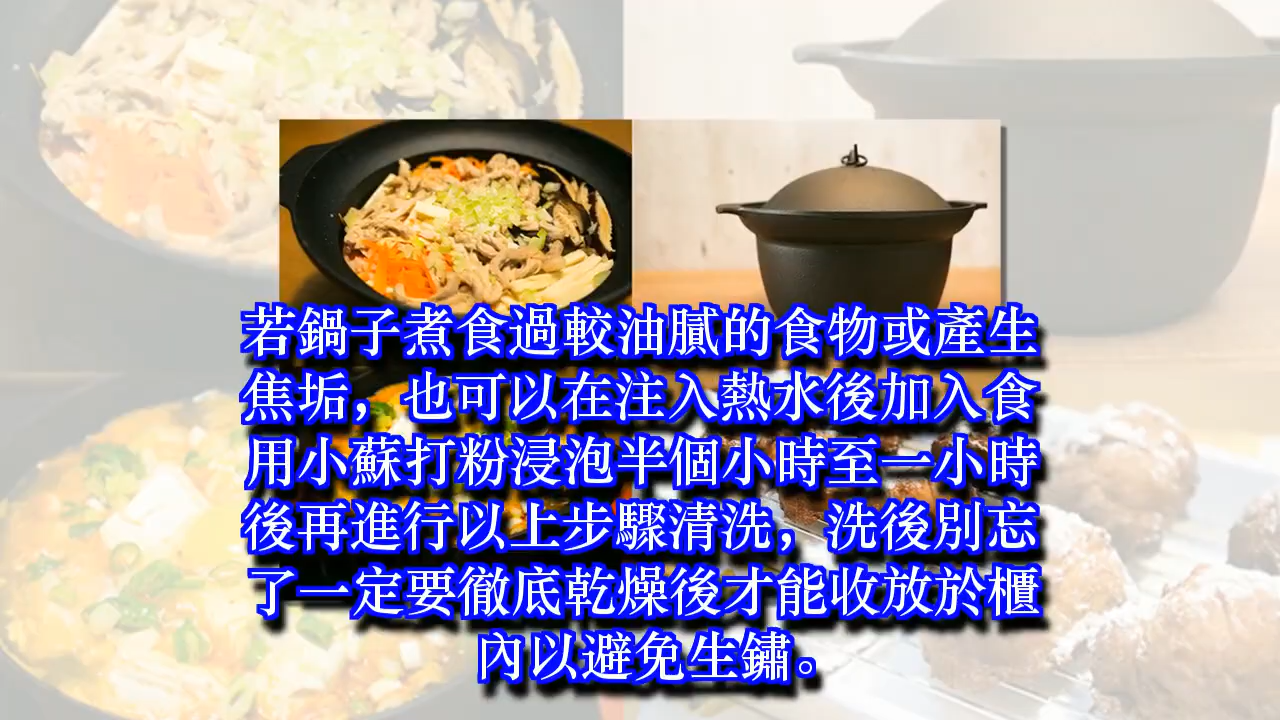 若鍋子煮食過較油膩的食物或產生
焦垢，也可以在注入熱水後加入食
用小蘇打粉浸泡半個小時至一小時
後再進行以上步驟清洗，洗後別忘
了一定要徹底乾燥後才能收放於櫃
內以避免生鏽。